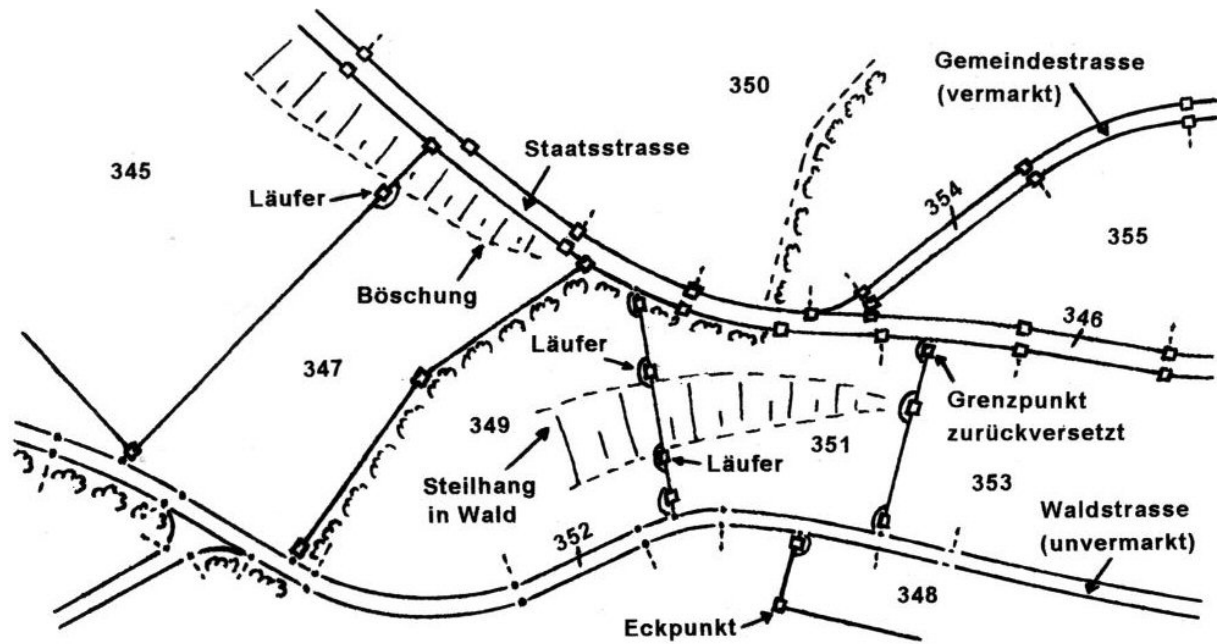 350
Gemeindestrasse
(vermarkt)
345
Staatsstrasse
Läufer
354
355
Böschung
346
347
Läufer
349
Grenzpunkt
zurückversetzt
351
Läufer
Steilhang
in Wald
353
352
Waldstrasse
(unvermarkt)
348
Eckpunkt